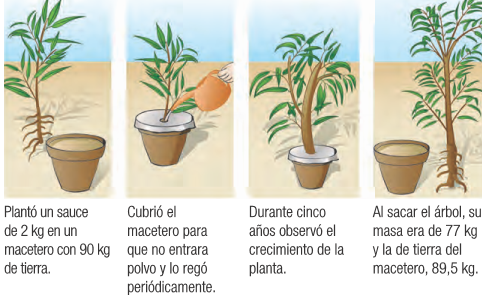 Plantó un sauce
de 2 kg en un
macetero con 90 kg
de tierra.
Cubrió el
macetero para
que no entrara
polvo y lo regó
periódicamente.
Durante cinco
años observó el
crecimiento de la
planta.
Al sacar el árbol, su
masa era de 77 kg
y la de tierra del
macetero, 89,5 kg.